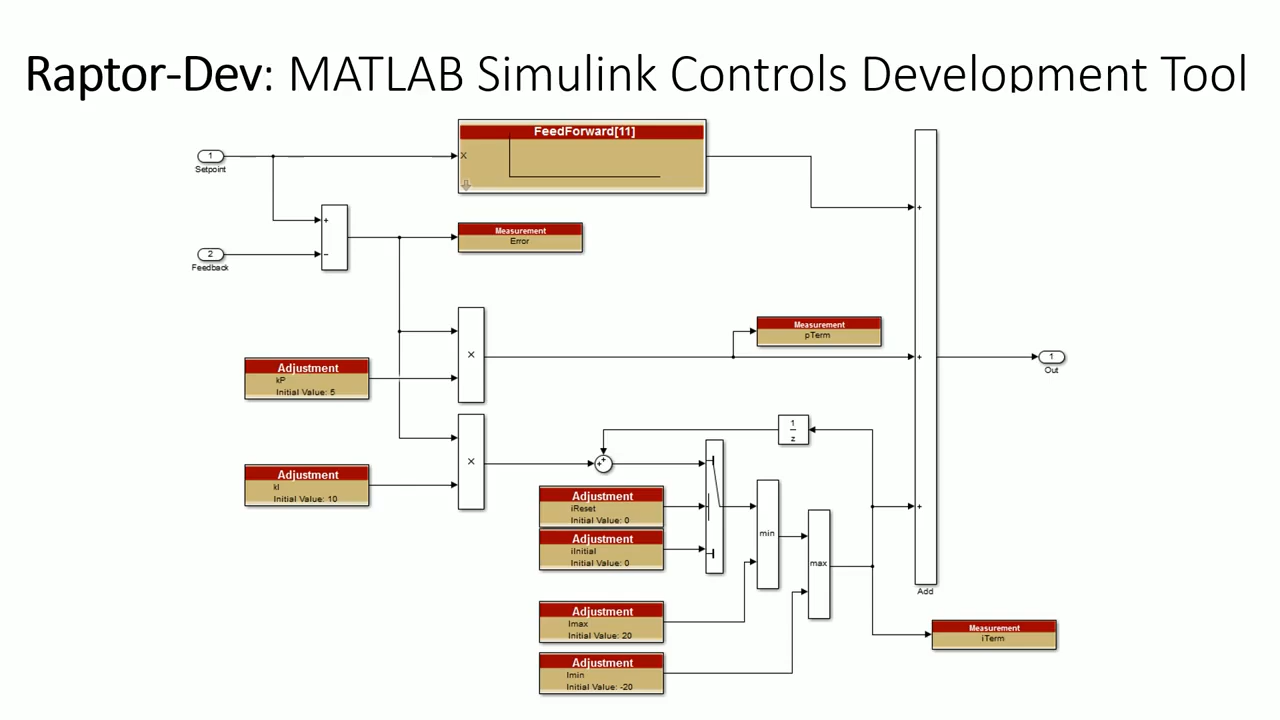 Raptor-Dev: MATLAB Simulink Controls Development Tool
FeedForward[11]
1
X
Setpoint
+
Measurement
Error
2
-
Feedback
+
Measurement
pTerm
×
+
1
Out
Adjustment
kP
Initial Value: 5
1
z
×
Adjustment
kI
Initial Value: 10
+
+
Adjustment
iReset
Initial Value: 0
+
min
Adjustment
iInitial
Initial Value: 0
max
Add
Adjustment
Imax
Initial Value: 20
Measurement
iTerm
Adjustment
Imin
Initial Value: -20